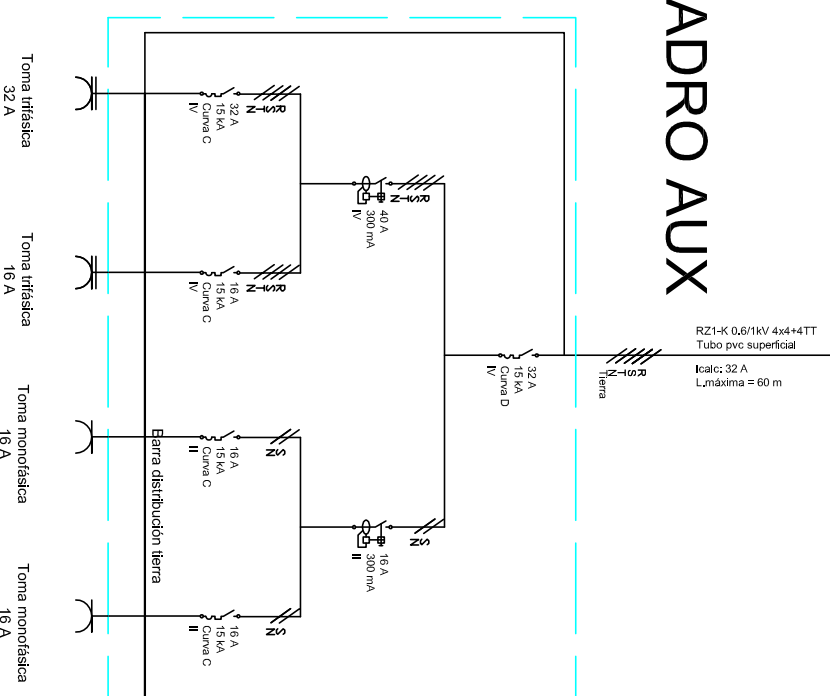 ADRO AUX
RZ1-K 0.6/1kV 4x4+4TT
Tubo pvc superficial
Icalc: 32 A
L.máxima = 60 m
R
S
T
N
Tierra
32 A
15 kA
Curva D
IV
R
S
T
N
40 A
300 mA
IV
S
N
16 A
300 mA
II
R
S
T
N
32 A
15 kA
Curva C
IV
R
S
T
N
16 A
15 kA
Curva C
IV
S
N
16 A
15 kA
Curva C
II
S
N
16 A
15 kA
Curva C
II
Barra distribución tierra
Toma trifásica
32 A
Toma trifásica
16 A
Toma monofásica
16 A
Toma monofásica
16 A